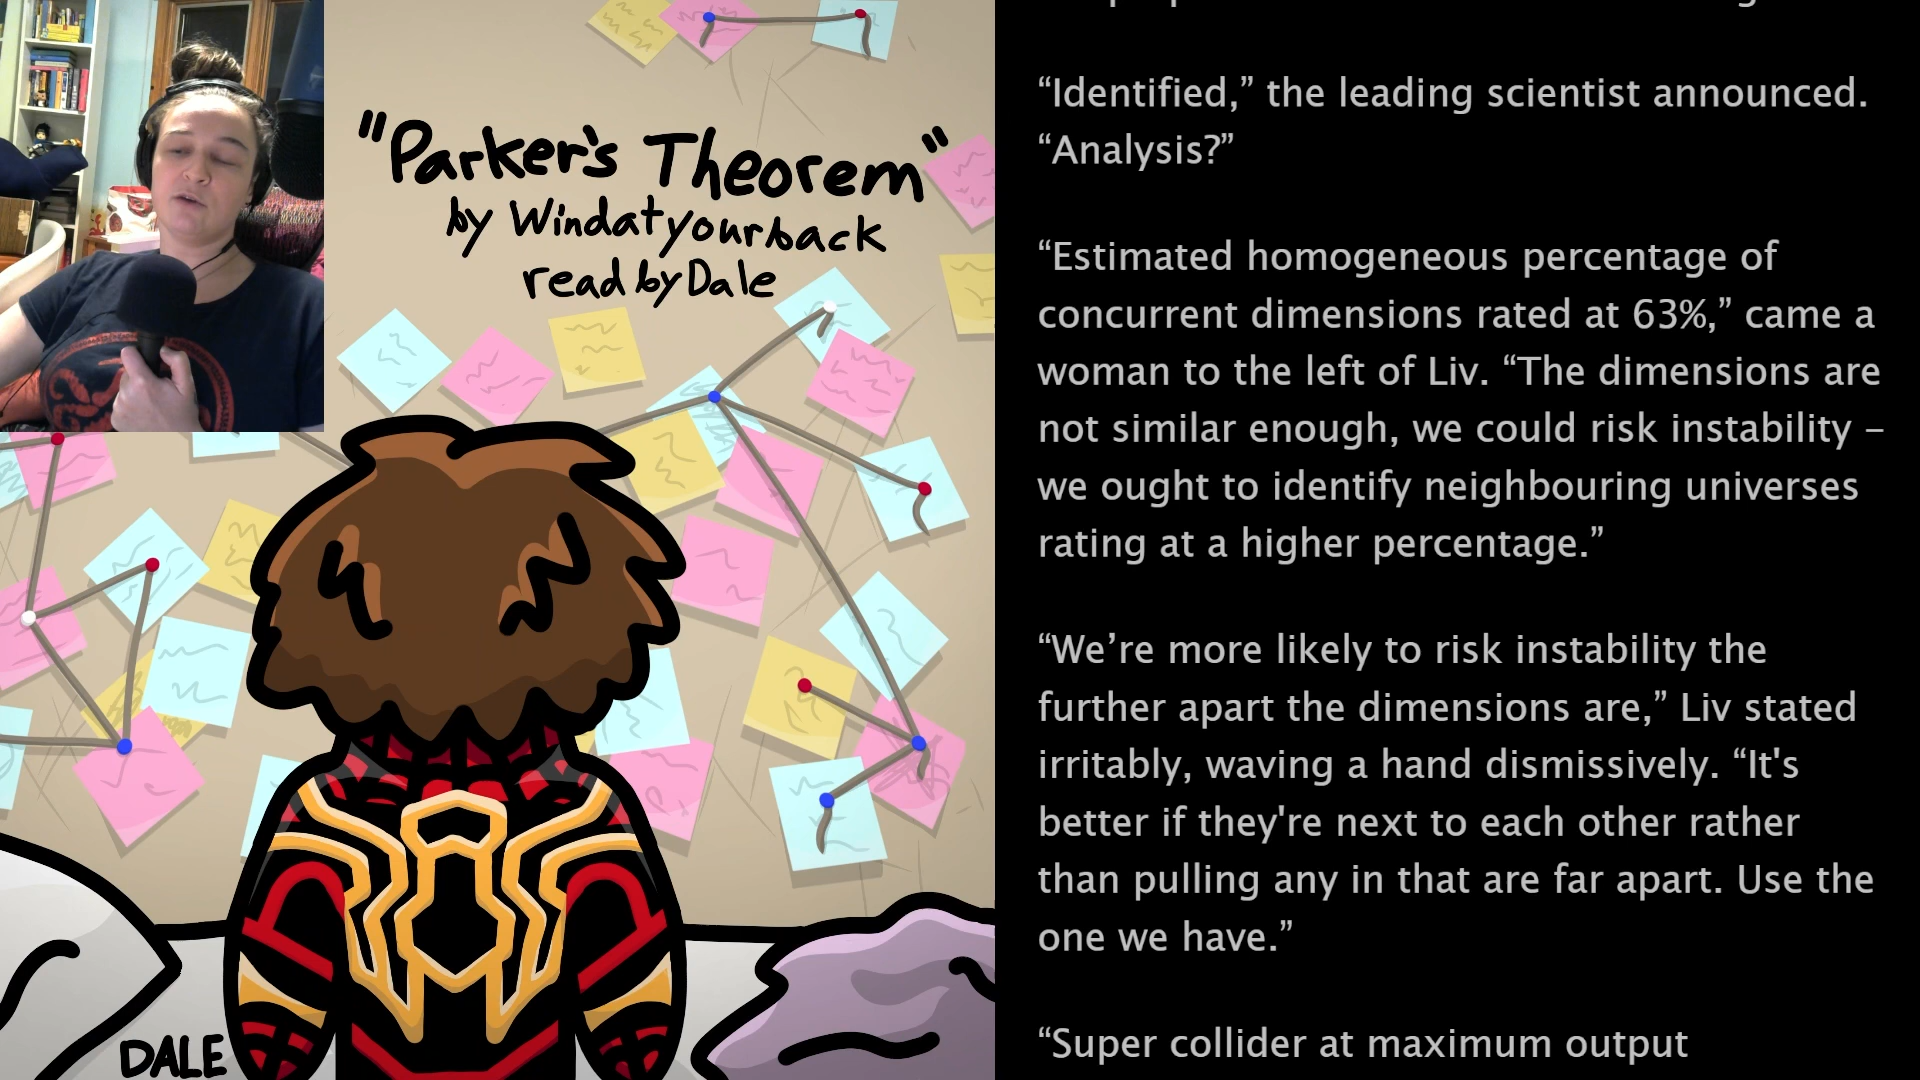 "Parker's Theorem"
by Windatyourback
read by Dale
DALE
“Identified,” the leading scientist announced.
“Analysis?”
“Estimated homogeneous percentage of
concurrent dimensions rated at 63%,” came a
woman to the left of Liv. “The dimensions are
not similar enough, we could risk instability –
we ought to identify neighbouring universes
rating at a higher percentage.”
“We’re more likely to risk instability the
further apart the dimensions are,” Liv stated
irritably, waving a hand dismissively. “It's
better if they're next to each other rather
than pulling any in that are far apart. Use the
one we have.”
“Super collider at maximum output